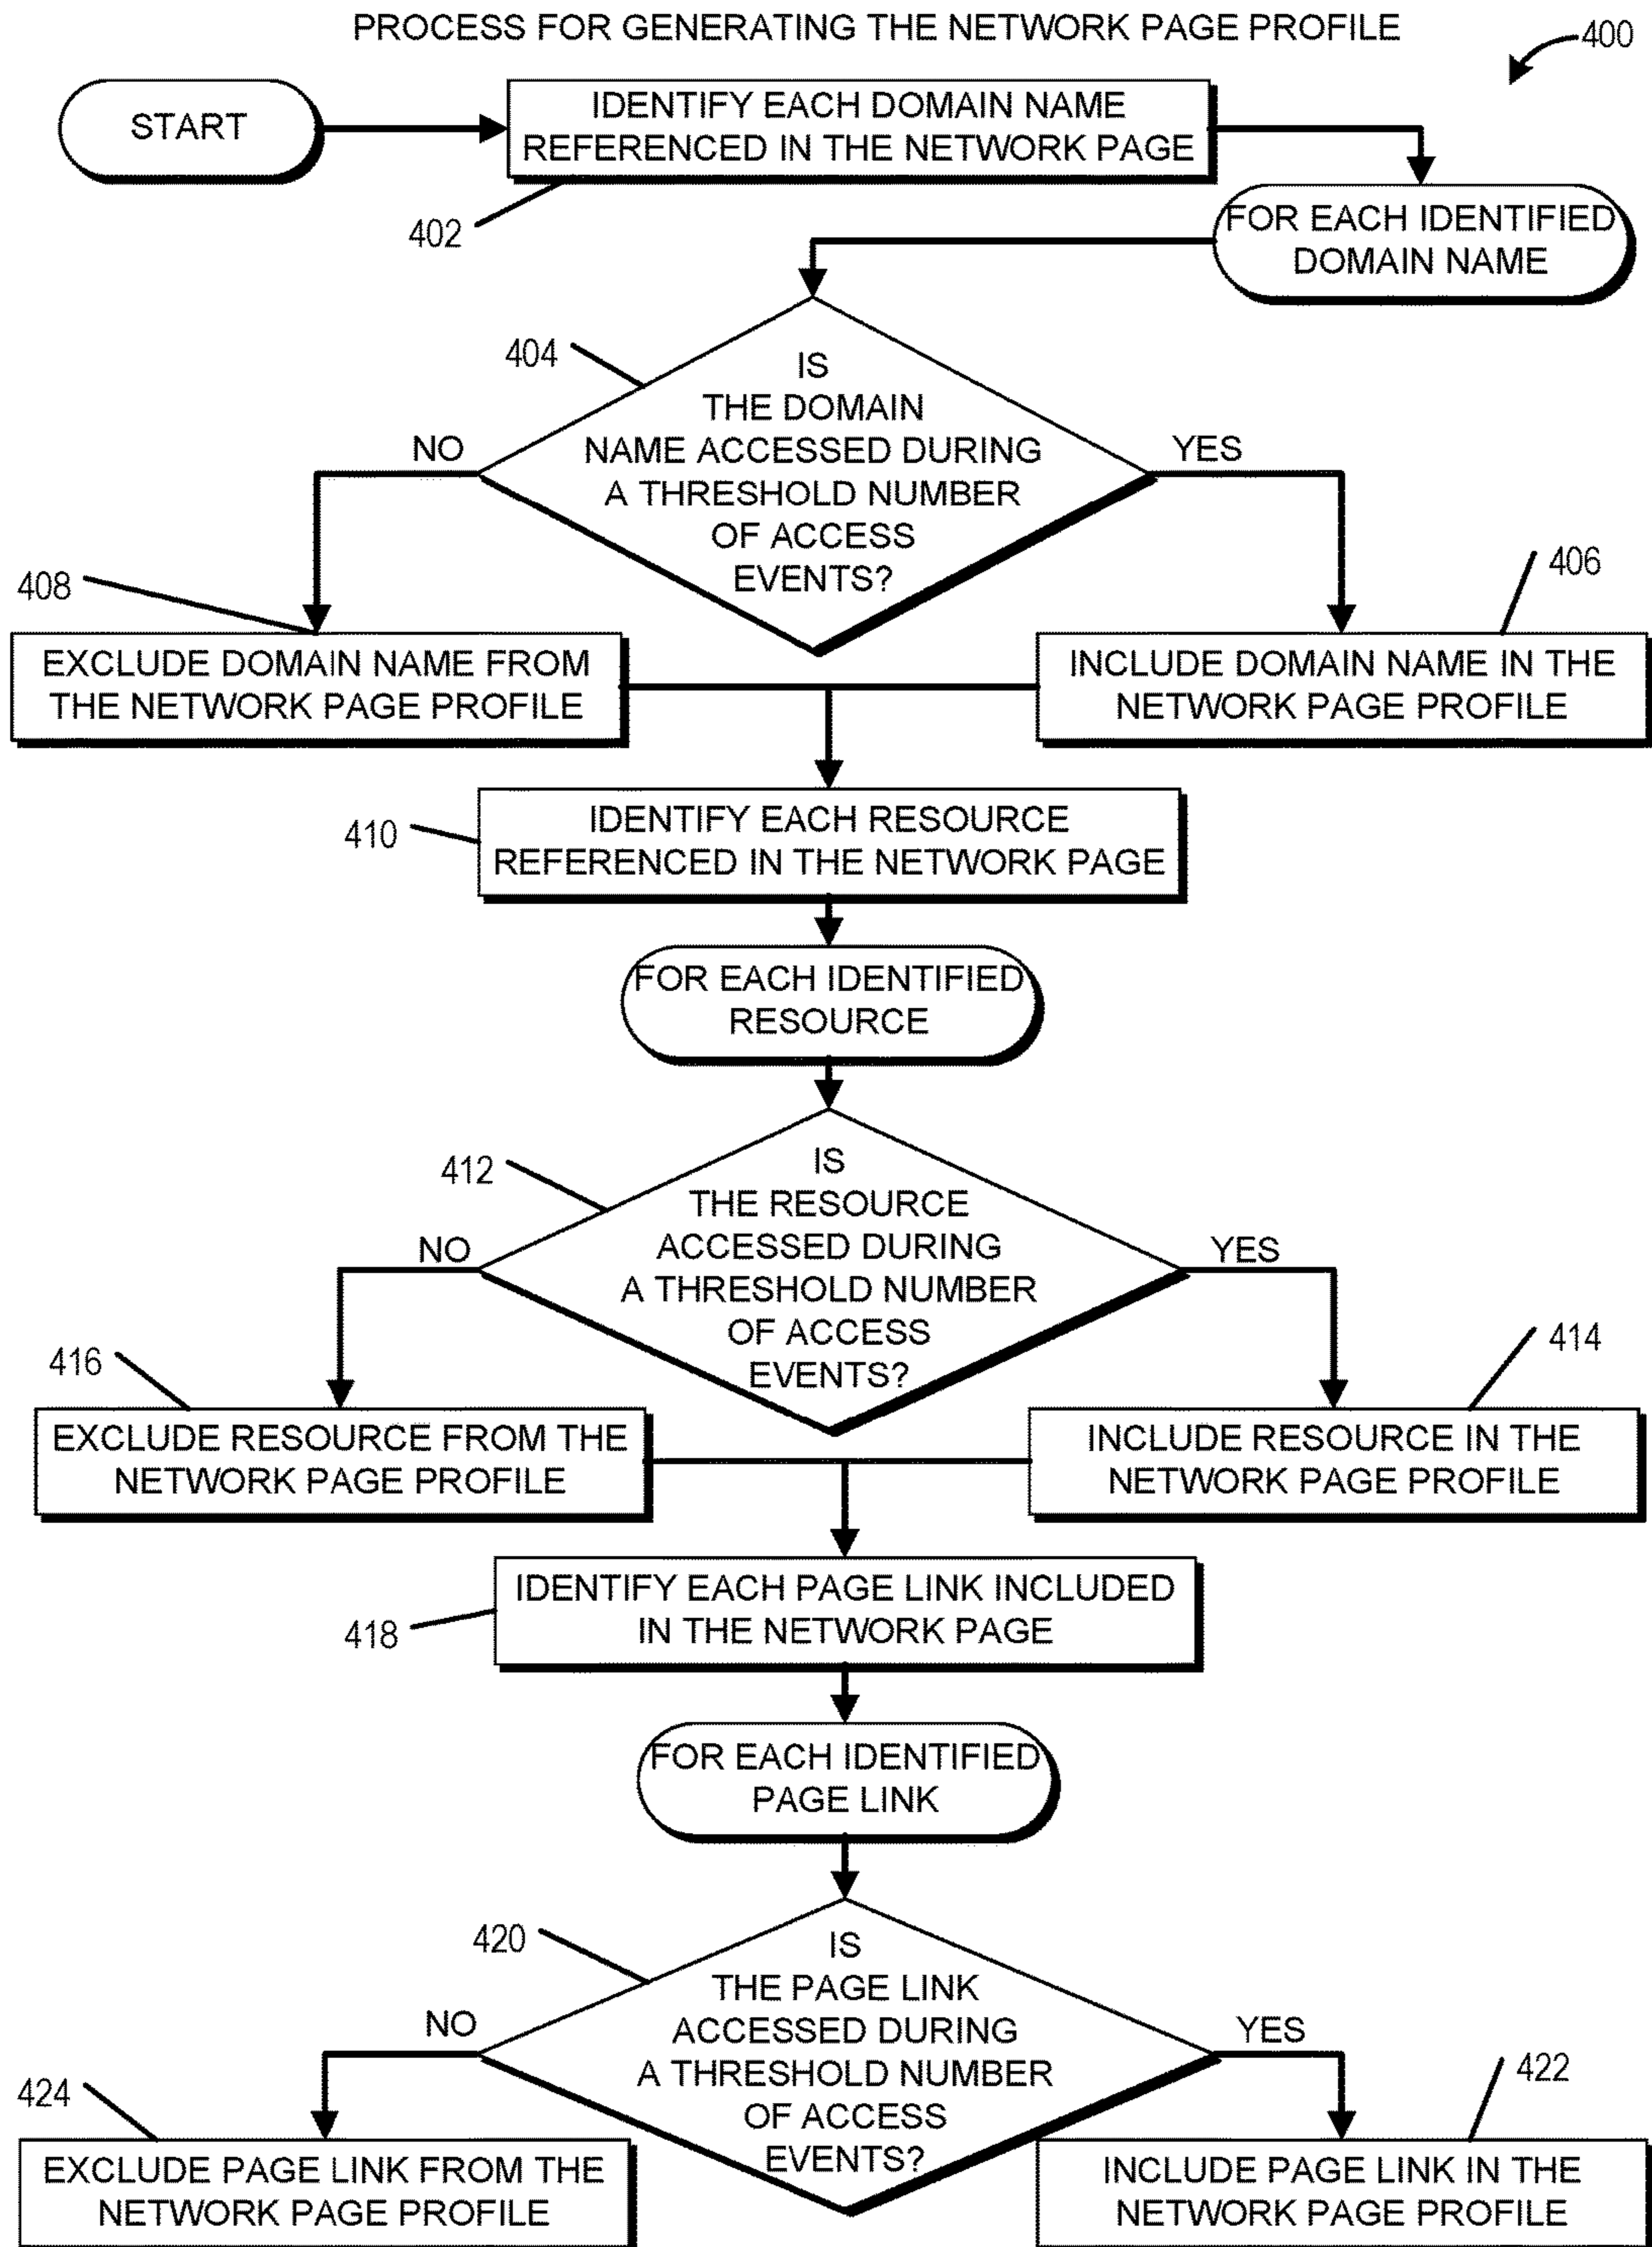 PROCESS FOR GENERATING THE NETWORK PAGE PROFILE
400
START
IDENTIFY EACH DOMAIN NAME
REFERENCED IN THE NETWORK PAGE
402
FOR EACH IDENTIFIED
DOMAIN NAME
404
IS
THE DOMAIN
NAME ACCESSED DURING
A THRESHOLD NUMBER
OF ACCESS
EVENTS?
NO
YES
408
406
EXCLUDE DOMAIN NAME FROM
THE NETWORK PAGE PROFILE
INCLUDE DOMAIN NAME IN THE
NETWORK PAGE PROFILE
410
IDENTIFY EACH RESOURCE
REFERENCED IN THE NETWORK PAGE
FOR EACH IDENTIFIED
RESOURCE
412
IS
THE RESOURCE
ACCESSED DURING
A THRESHOLD NUMBER
OF ACCESS
EVENTS?
NO
YES
416
414
EXCLUDE RESOURCE FROM THE
NETWORK PAGE PROFILE
INCLUDE RESOURCE IN THE
NETWORK PAGE PROFILE
IDENTIFY EACH PAGE LINK INCLUDED
IN THE NETWORK PAGE
418
FOR EACH IDENTIFIED
PAGE LINK
420
IS
THE PAGE LINK
ACCESSED DURING
A THRESHOLD NUMBER
OF ACCESS
EVENTS?
NO
YES
424
422
EXCLUDE PAGE LINK FROM THE
NETWORK PAGE PROFILE
INCLUDE PAGE LINK IN THE
NETWORK PAGE PROFILE